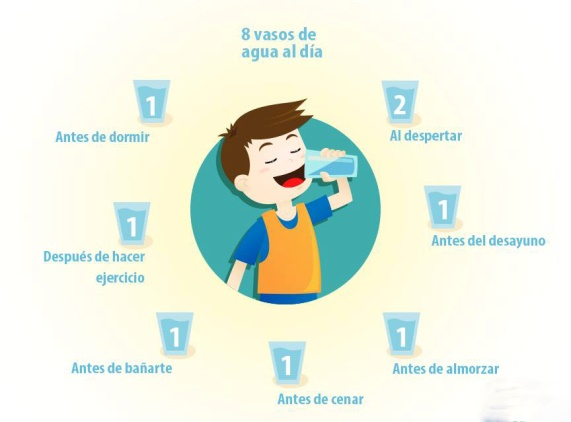 8 vasos de
agua al día
2
Al despertar
1
Antes del desayuno
1
Antes de almorzar
1
Antes de cenar
1
Antes de bañarte
1
Después de hacer
ejercicio
1
Antes de dormir